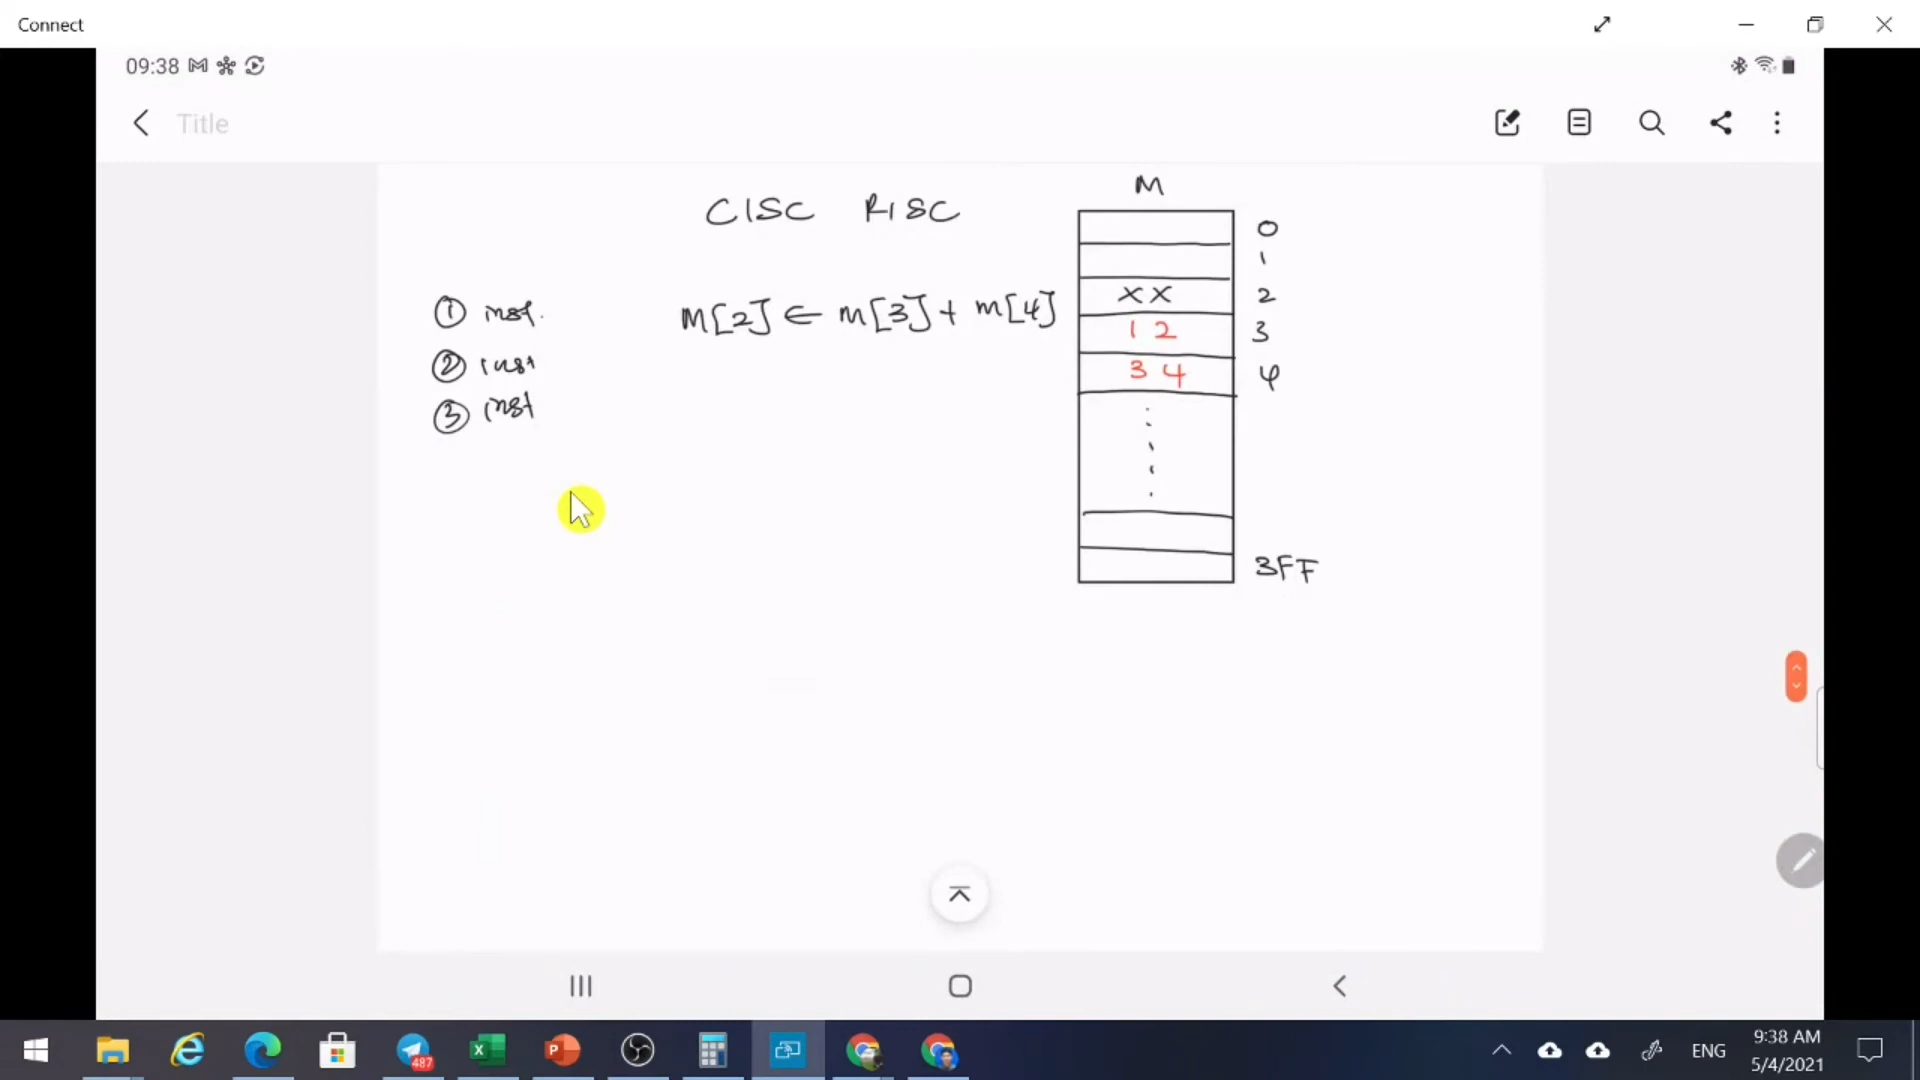 Connect
09:38
Title
M
CISC RISC
0
1
① inst.
M[2] ← M[3] + M[4]
XX
2
12
3
② inst
34
4
③ inst
3FF
487
ENG
9:38 AM
5/4/2021